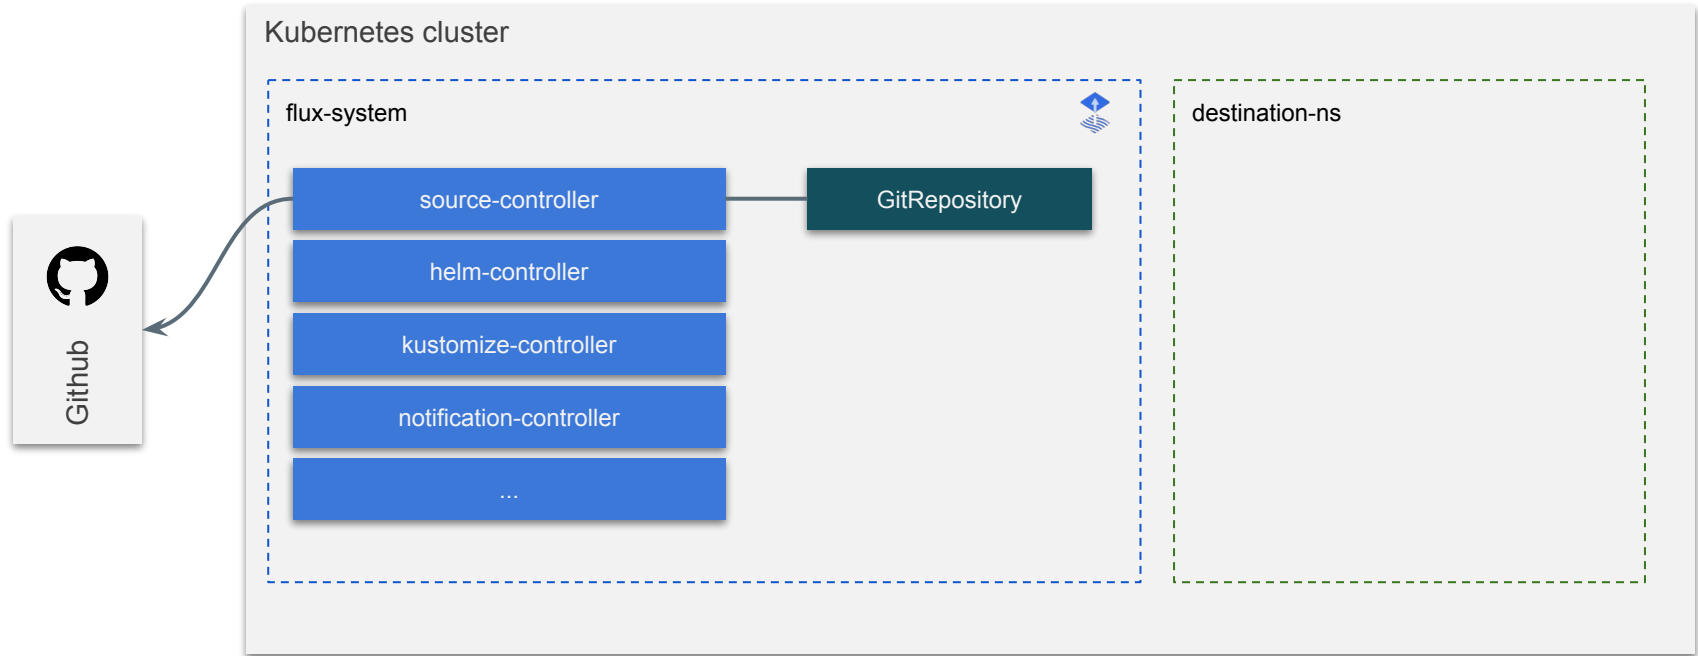 Kubernetes cluster
flux-system
destination-ns
source-controller
GitRepository
helm-controller
kustomize-controller
notification-controller
...
Github